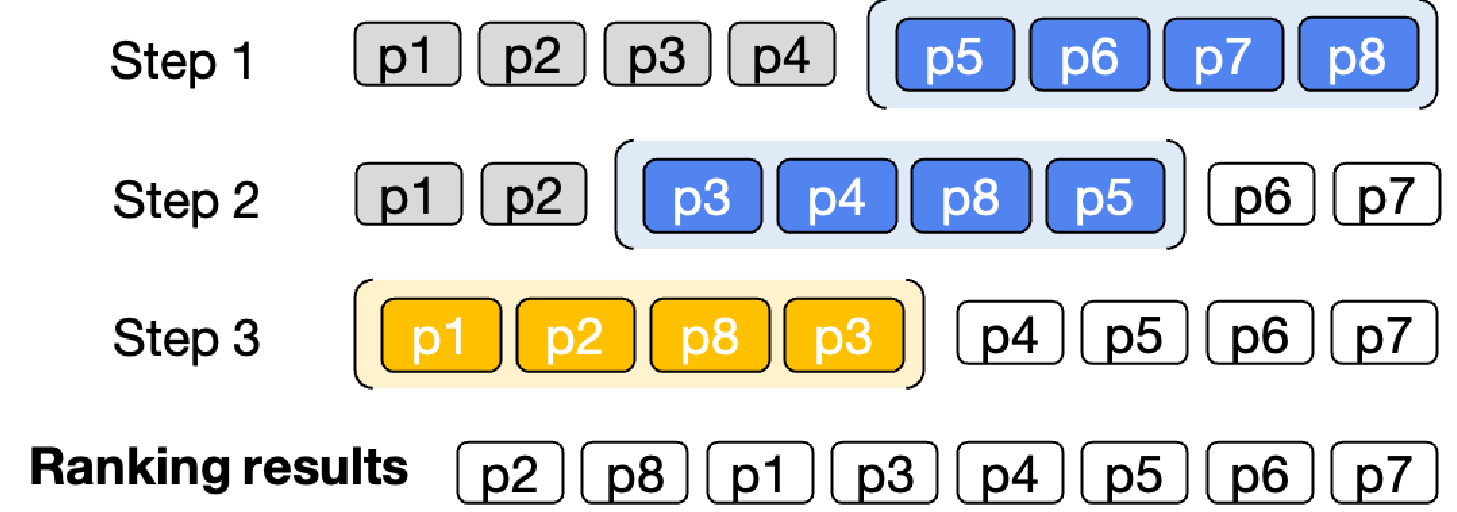 Step 1 p1 p2 p3 p4 p5 p6 p7 p8
Step 2 p1 p2 p3 p4 p8 p5 p6 p7
Step 3 p1 p2 p8 p3 p4 p5 p6 p7
Ranking results p2 p8 p1 p3 p4 p5 p6 p7